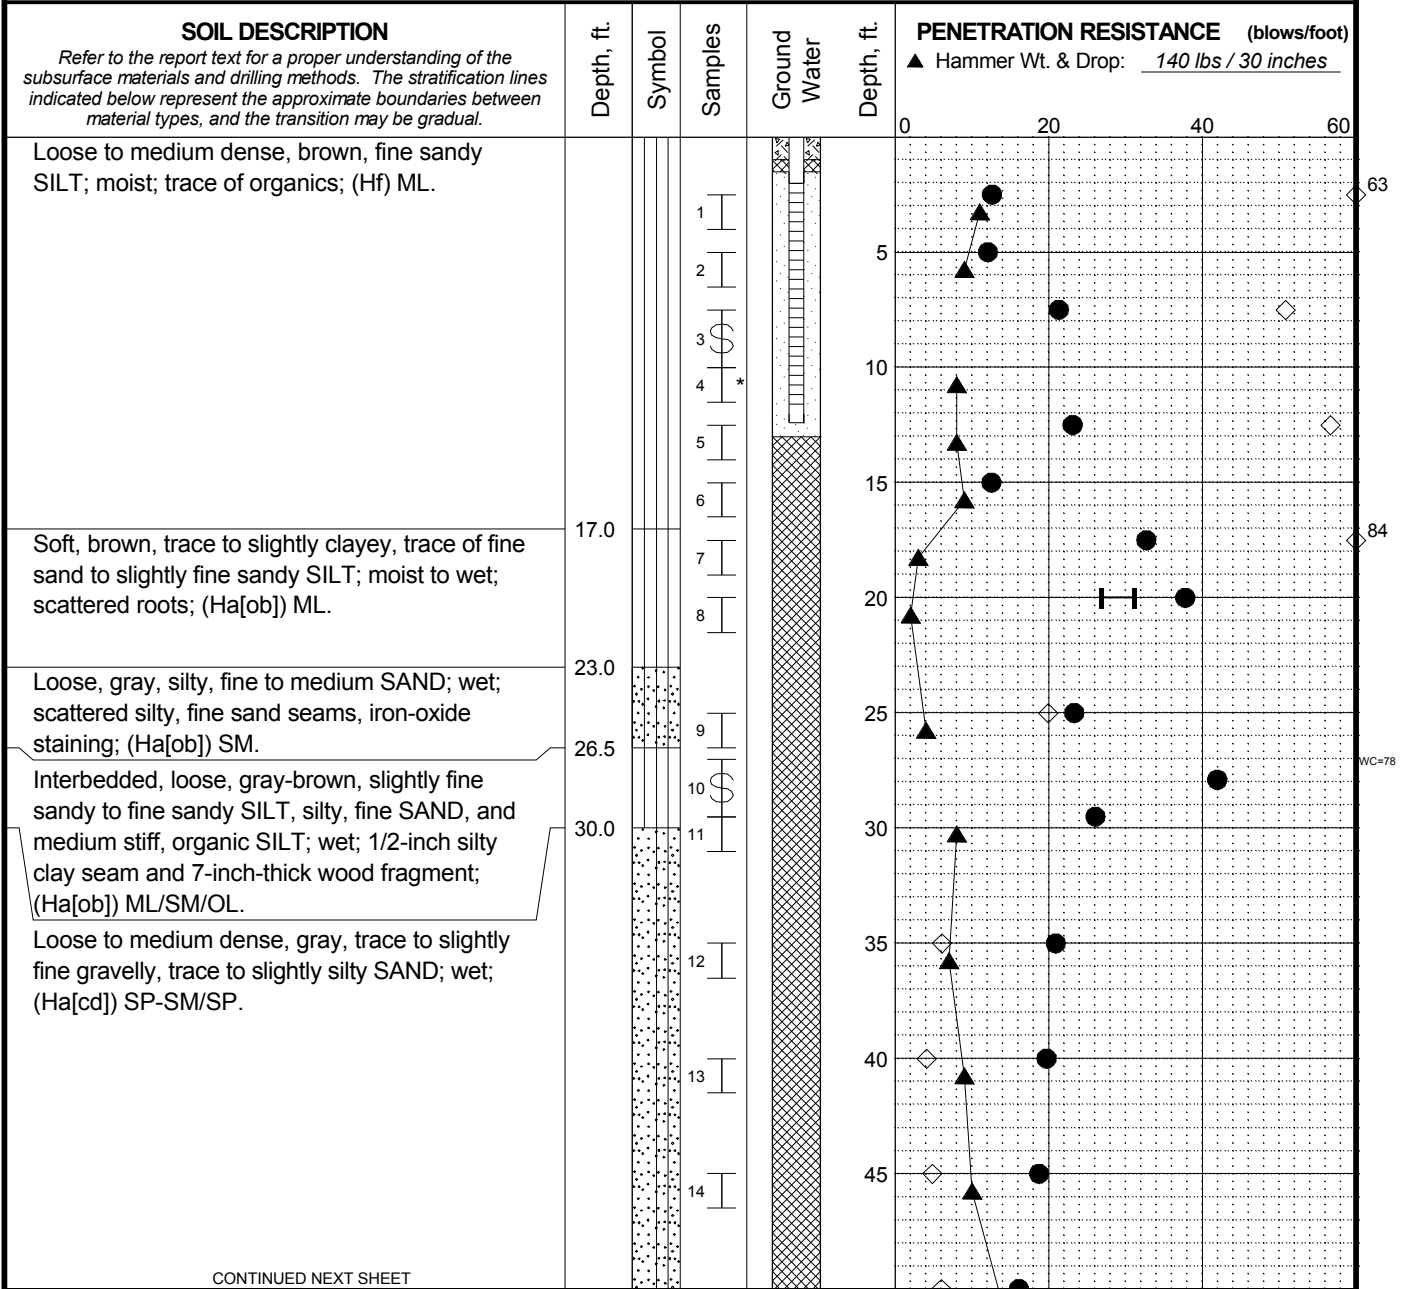 SOIL DESCRIPTION
Refer to the report text for a proper understanding of the
subsurface materials and drilling methods. The stratification lines
indicated below represent the approximate boundaries between
material types, and the transition may be gradual.
Depth, ft.
Symbol
Samples
Ground
Water
Depth, ft.
PENETRATION RESISTANCE (blows/foot)
▲ Hammer Wt. & Drop: 140 lbs / 30 inches
0 20 40 60
Loose to medium dense, brown, fine sandy
SILT; moist; trace of organics; (Hf) ML.
17.0
Soft, brown, trace to slightly clayey, trace of fine
sand to slightly fine sandy SILT; moist to wet;
scattered roots; (Ha[ob]) ML.
23.0
Loose, gray, silty, fine to medium SAND; wet;
scattered silty, fine sand seams, iron-oxide
staining; (Ha[ob]) SM.
26.5
Interbedded, loose, gray-brown, slightly fine
sandy to fine sandy SILT, silty, fine SAND, and
medium stiff, organic SILT; wet; 1/2-inch silty
clay seam and 7-inch-thick wood fragment;
(Ha[ob]) ML/SM/OL.
30.0
Loose to medium dense, gray, trace to slightly
fine gravelly, trace to slightly silty SAND; wet;
(Ha[cd]) SP-SM/SP.
CONTINUED NEXT SHEET
1
2
3 S
4 *
5
6
7
8
9
10 S
11
12
13
14
5
10
15
20
25
30
35
40
45
63
84
WC=78